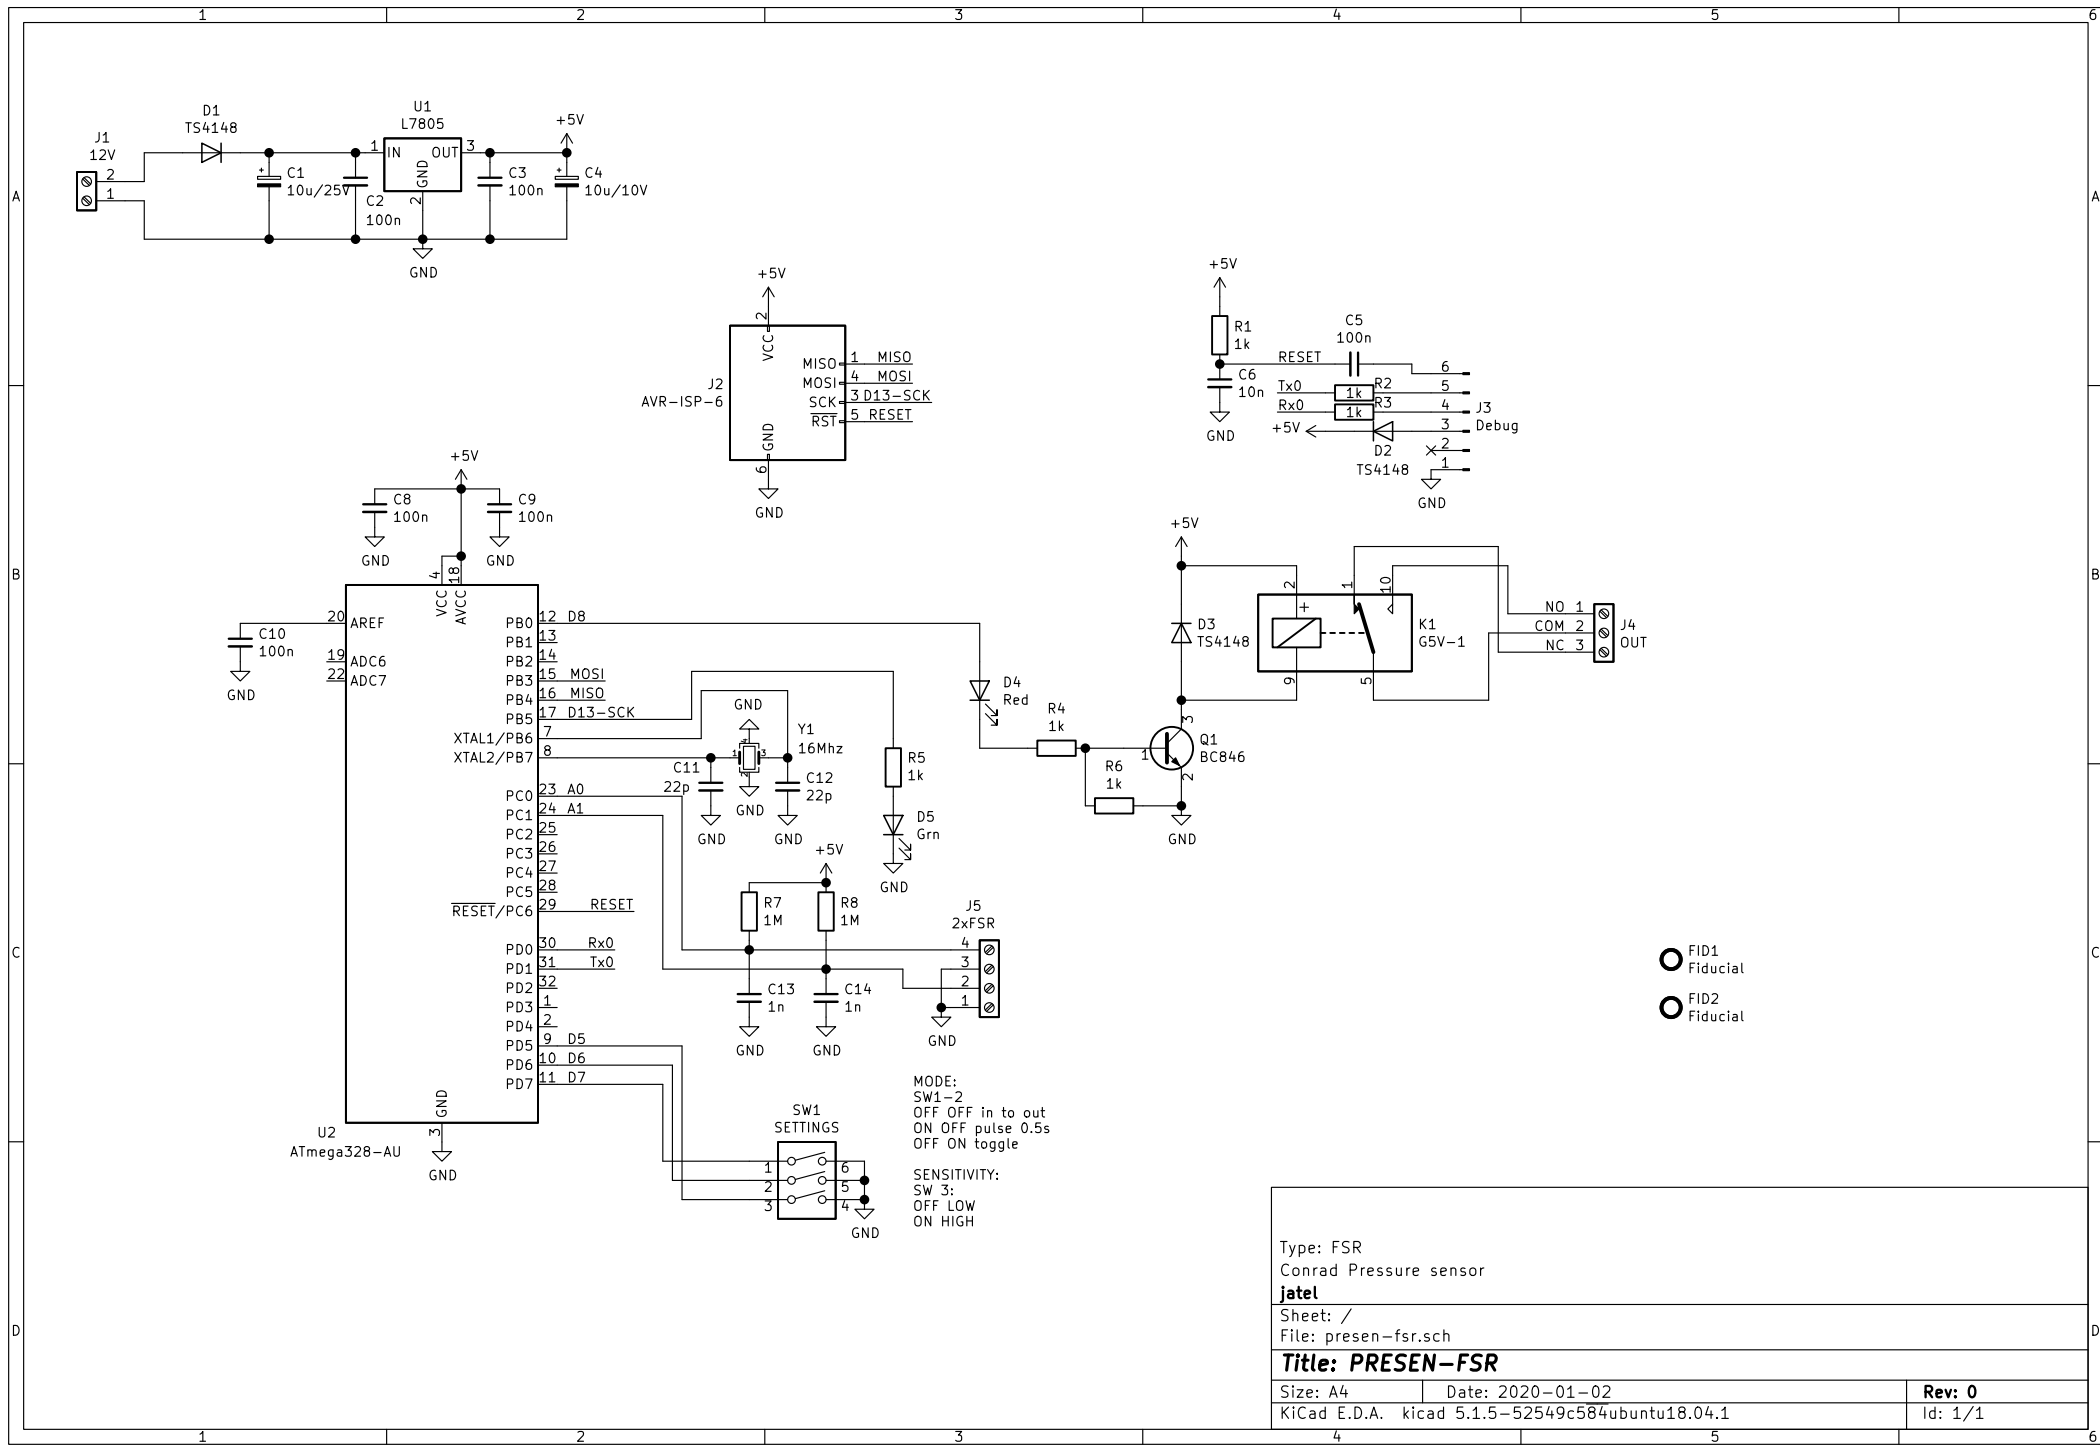 1 2 3 4 5 6
A
B
C
D
J1
12V
2
1
D1
TS4148
C1
10u/25V
C2
100n
U1
L7805
1 IN OUT 3
GND
2
GND
C3
100n
+5V
C4
10u/10V
+5V
2
VCC
J2
AVR-ISP-6
MISO 1 MISO
MOSI 4 MOSI
SCK 3 D13-SCK
RST 5 RESET
GND
6
GND
+5V
R1
1k
C6
10n
GND
RESET
C5
100n
6
Tx0 1k R2 5
Rx0 1k R3 4
+5V 3
D2
TS4148
2
1
GND
J3
Debug
+5V
C8
100n
GND
C9
100n
GND
4
18
VCC
AVCC
20 AREF
C10
100n
GND
19 ADC6
22 ADC7
PB0 12 D8
PB1 13
PB2 14
PB3 15 MOSI
PB4 16 MISO
PB5 17 D13-SCK
XTAL1/PB6 7
XTAL2/PB7 8
PC0 23 A0
PC1 24 A1
PC2 25
PC3 26
PC4 27
PC5 28
RESET/PC6 29 RESET
PD0 30 Rx0
PD1 31 Tx0
PD2 32
PD3 1
PD4 2
PD5 9 D5
PD6 10 D6
PD7 11 D7
GND
3
GND
U2
ATmega328-AU
GND
Y1
16Mhz
1 2 3 4
GND
C11
22p
GND
C12
22p
GND
R5
1k
D5
Grn
GND
D4
Red
R4
1k
R6
1k
Q1
BC846
1
2
3
GND
+5V
D3
TS4148
2
9
1
10
5
+
K1
G5V-1
NO 1
COM 2
NC 3
J4
OUT
+5V
R7
1M
R8
1M
C13
1n
GND
C14
1n
GND
J5
2xFSR
4
3
2
1
GND
SW1
SETTINGS
1 6
2 5
3 4
GND
MODE:
SW1-2
OFF OFF in to out
ON OFF pulse 0.5s
OFF ON toggle
SENSITIVITY:
SW 3:
OFF LOW
ON HIGH
FID1
Fiducial
FID2
Fiducial
Type: FSR
Conrad Pressure sensor
jatel
Sheet: /
File: presen-fsr.sch
Title: PRESEN-FSR
Size: A4 Date: 2020-01-02 Rev: 0
KiCad E.D.A. kicad 5.1.5-52549c584ubuntu18.04.1 Id: 1/1
A
B
C
D
1 2 3 4 5 6